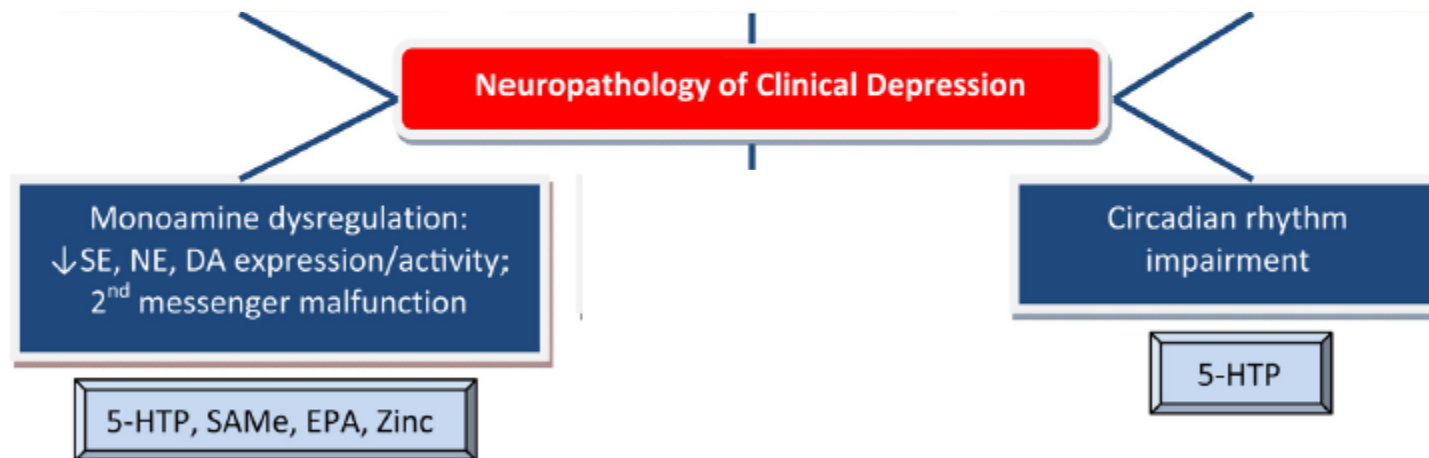 Neuropathology of Clinical Depression
Monoamine dysregulation:
↓SE, NE, DA expression/activity;
2nd messenger malfunction
5-HTP, SAMe, EPA, Zinc
Circadian rhythm
impairment
5-HTP